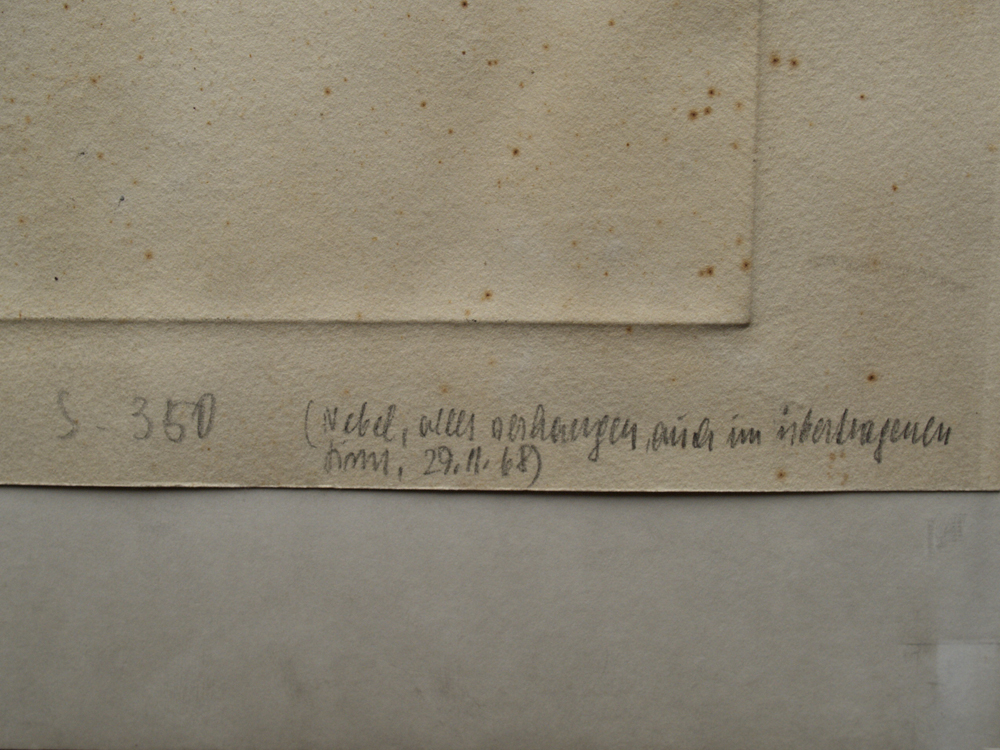 S - 350 (Nebel, alles verhangen, auch im übertragenen
Sinn, 29.11.68)